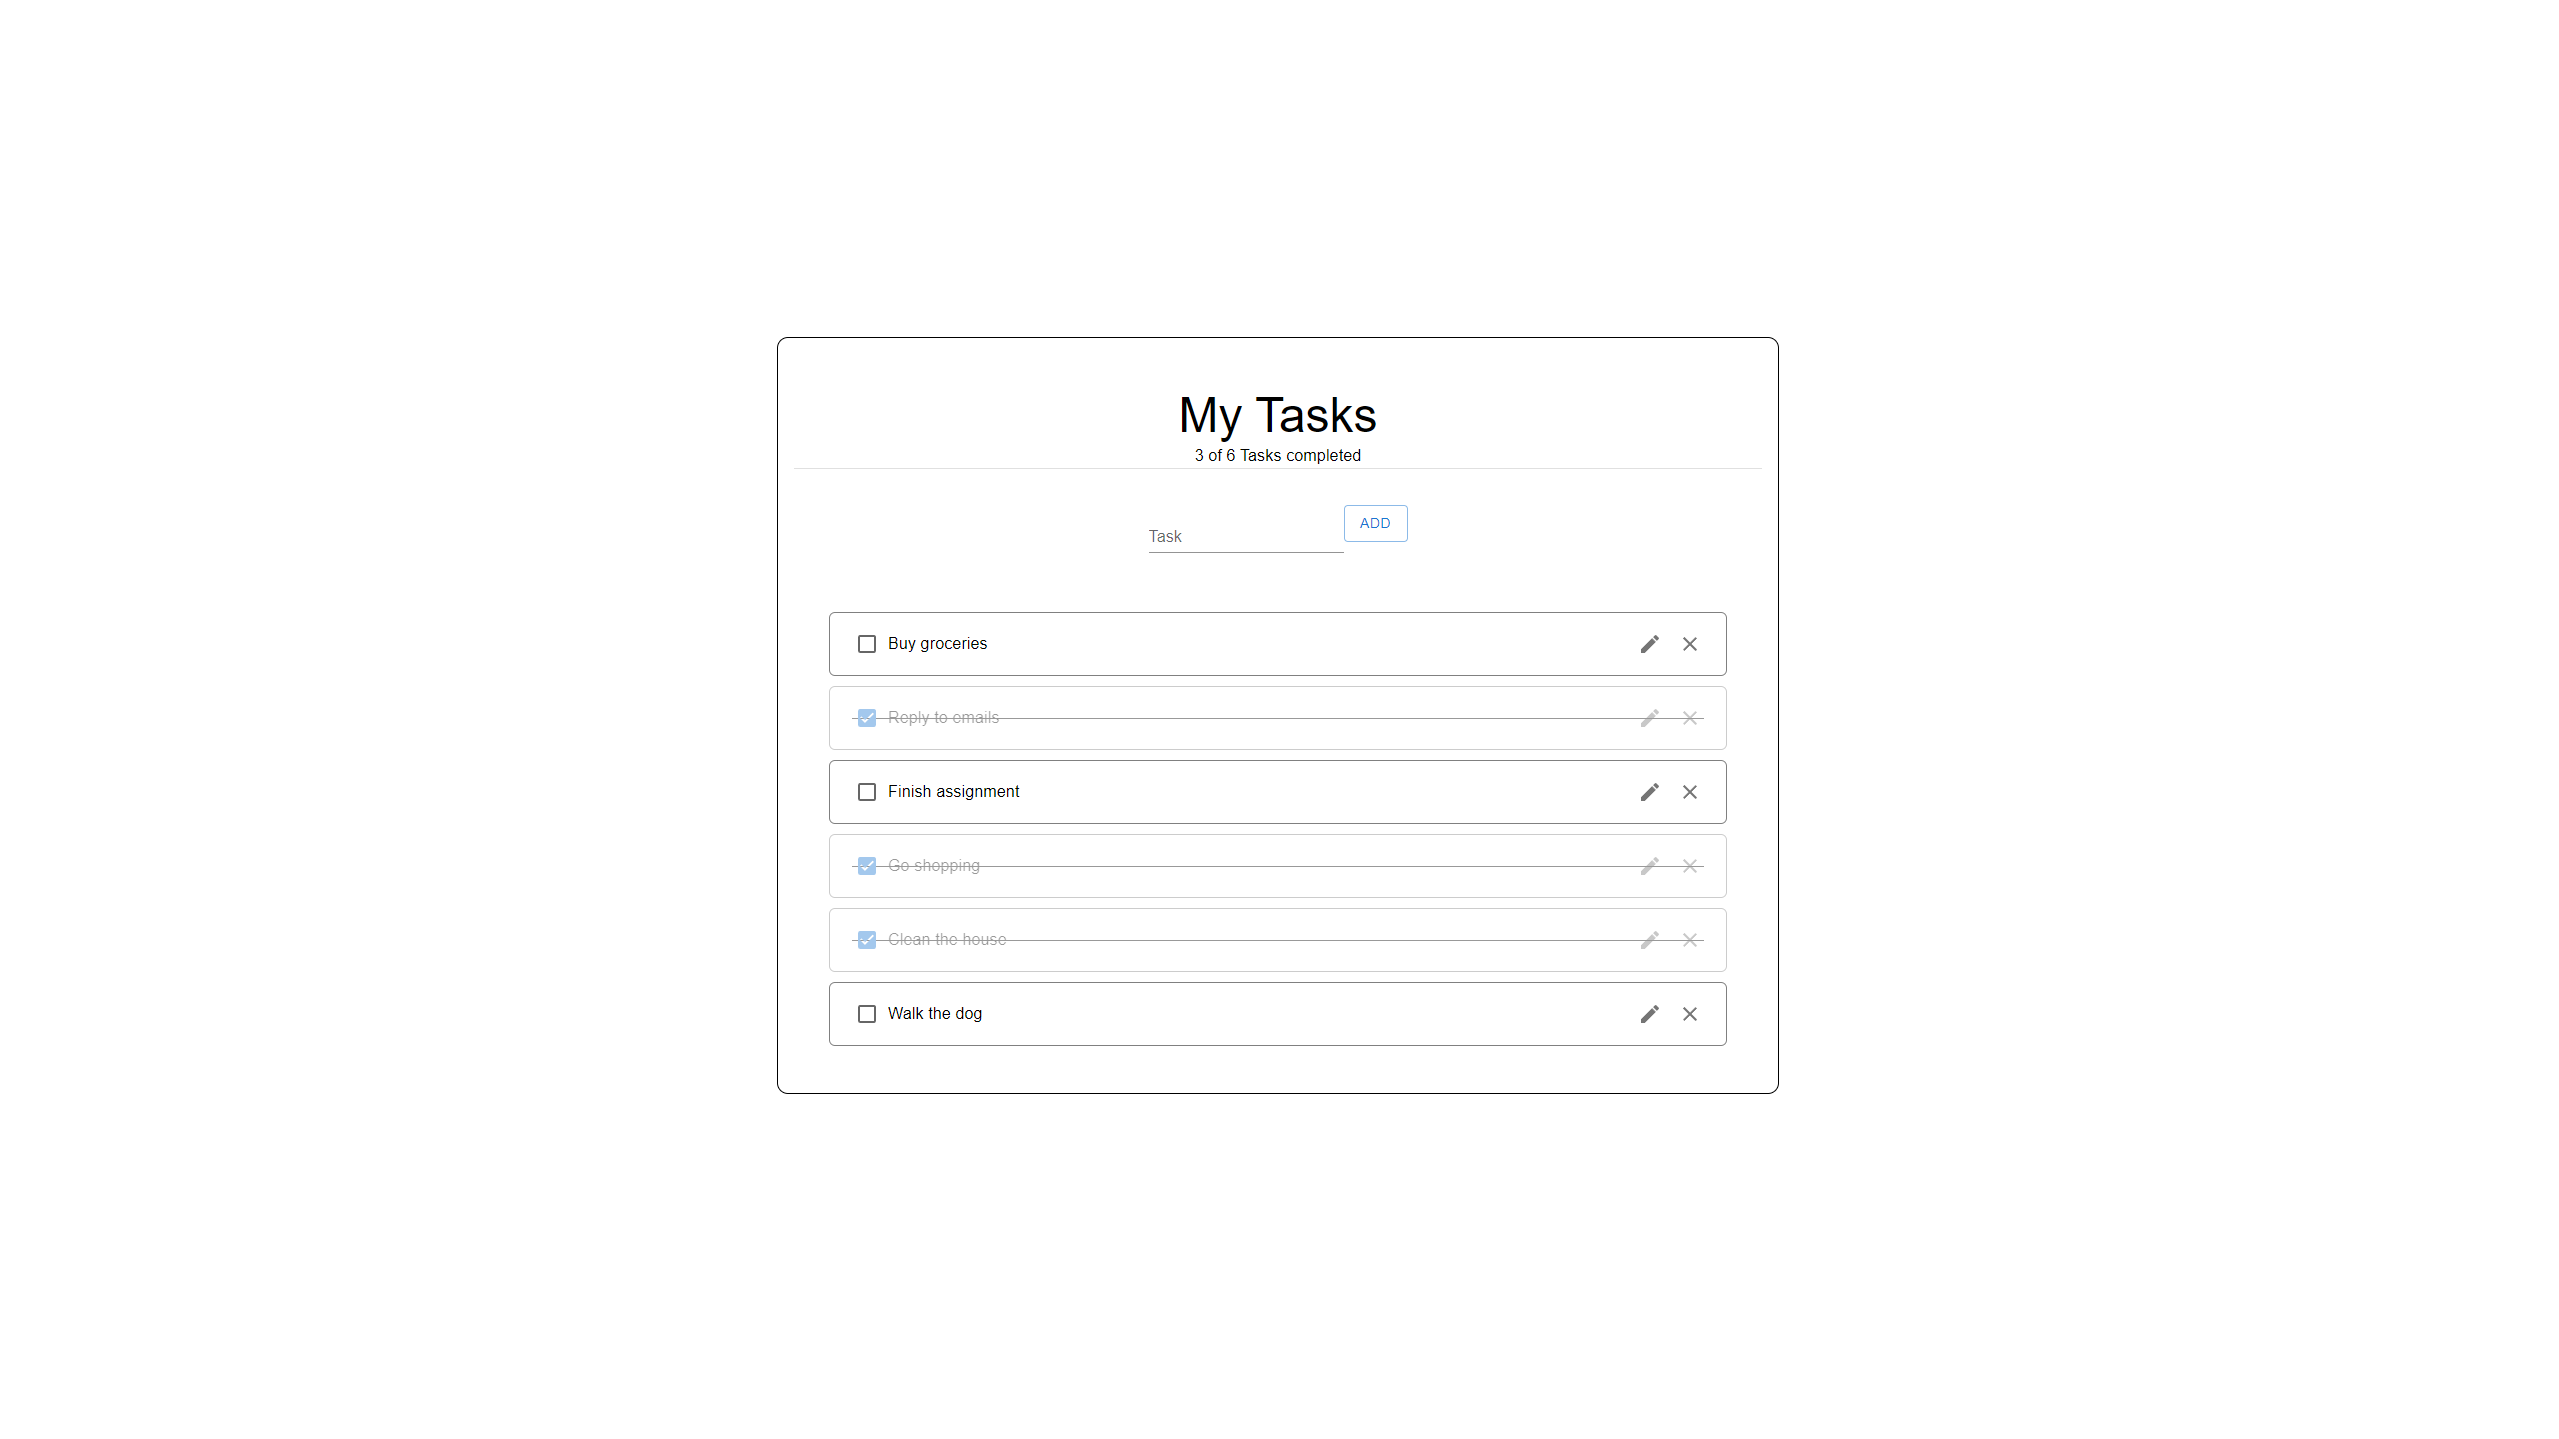 My Tasks
3 of 6 Tasks completed
Task
ADD
Buy groceries
Reply to emails
Finish assignment
Go shopping
Clean the house
Walk the dog